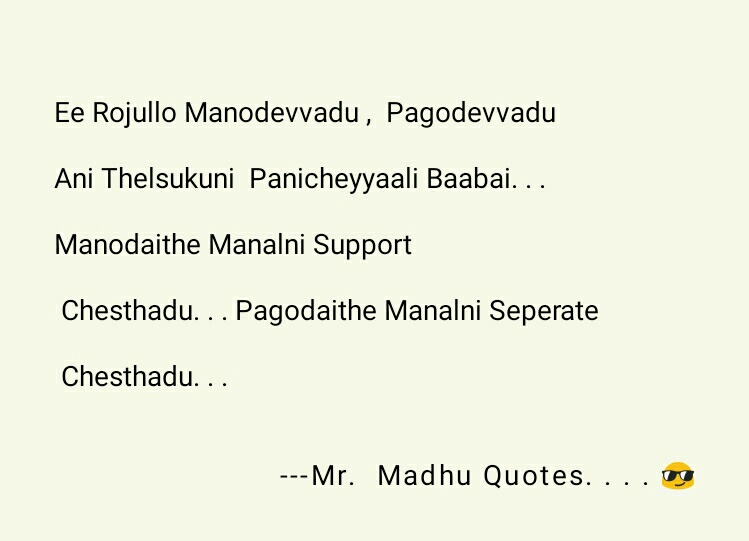 Ee Rojullo Manodevvadu ,  Pagodevvadu
Ani Thelsukuni  Panicheyyaali Baabai. . .
Manodaithe Manalni Support
Chesthadu. . . Pagodaithe Manalni Seperate
Chesthadu. . .
---Mr.  Madhu Quotes. . . . 😎